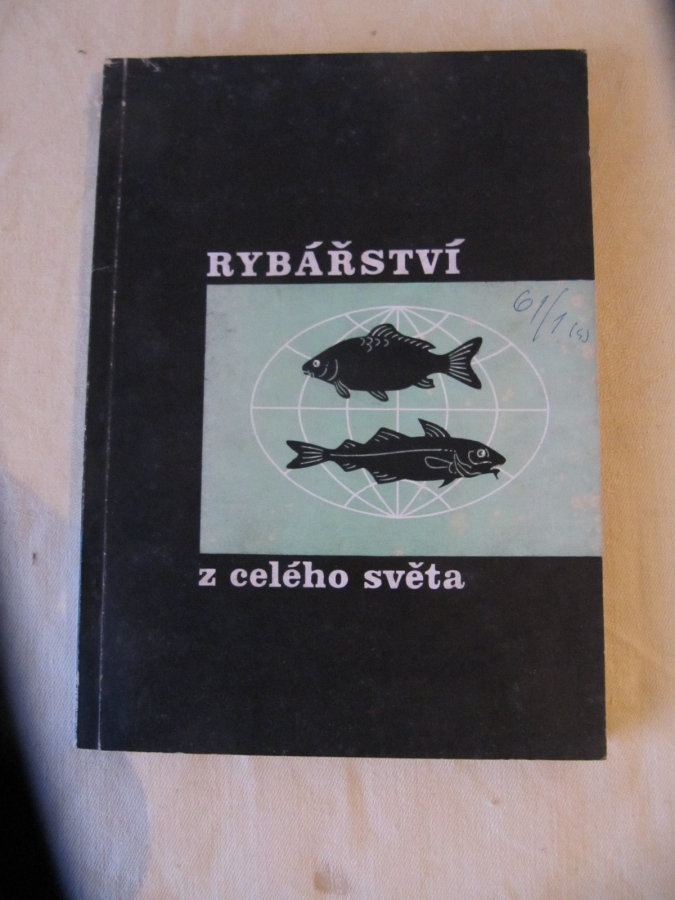 RYBÁŘSTVÍ
61/1 (a)
z celého světa